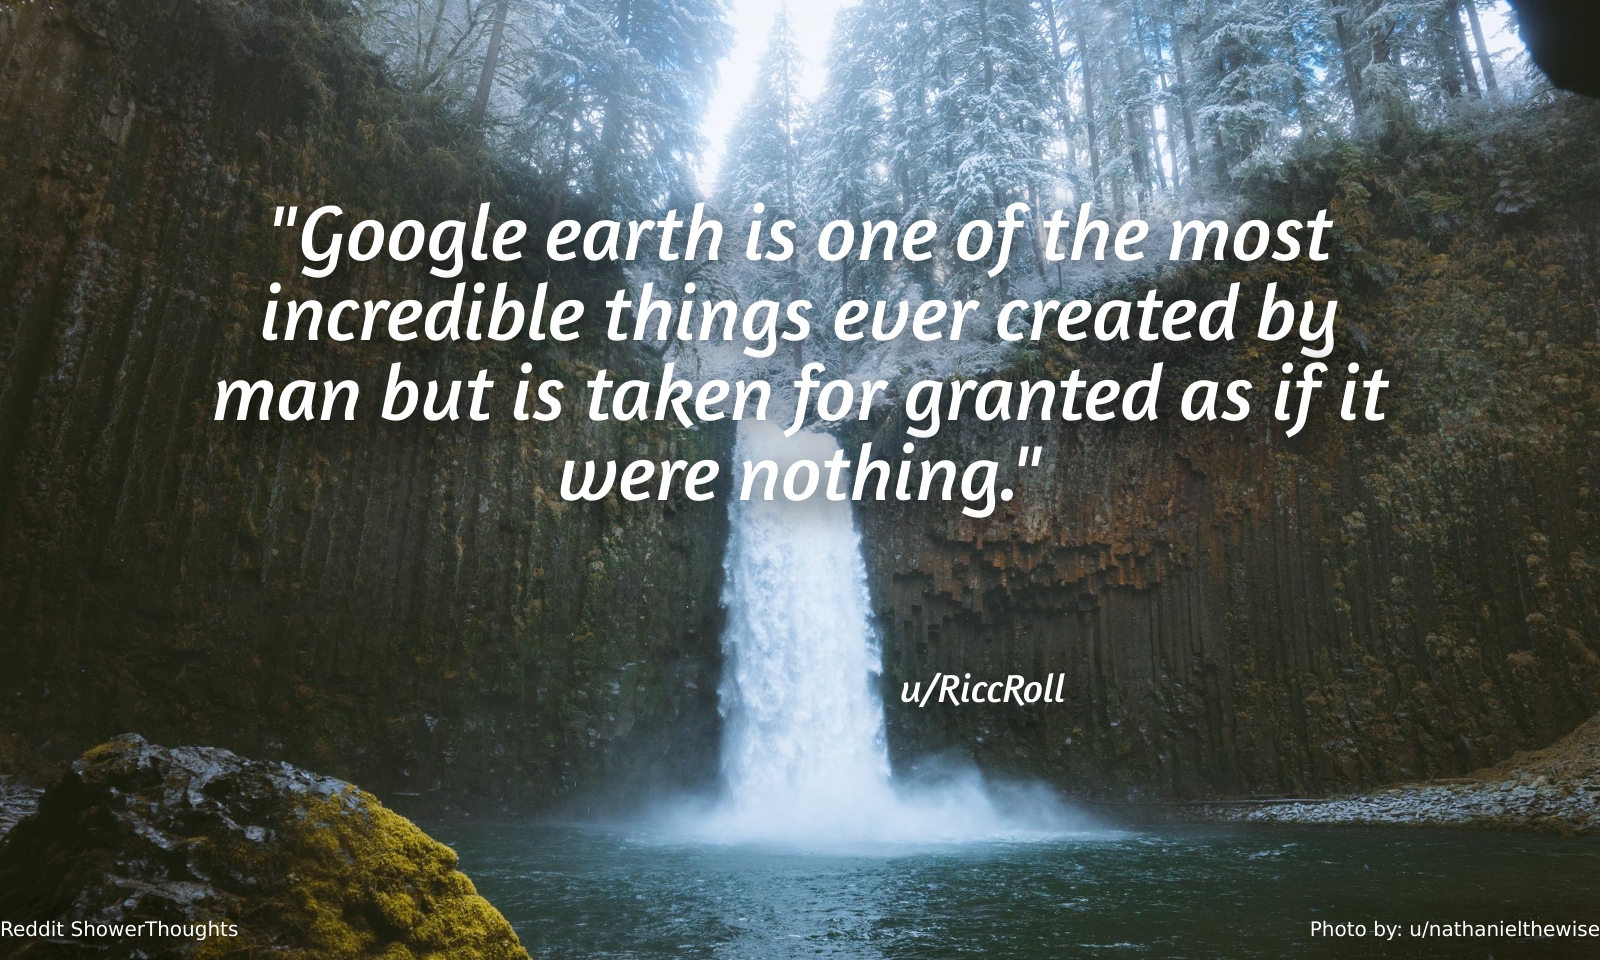 "Google earth is one of the most
incredible things ever created by
man but is taken for granted as if it
were nothing."
u/RiccRoll
Reddit ShowerThoughts
Photo by: u/nathanielthewise